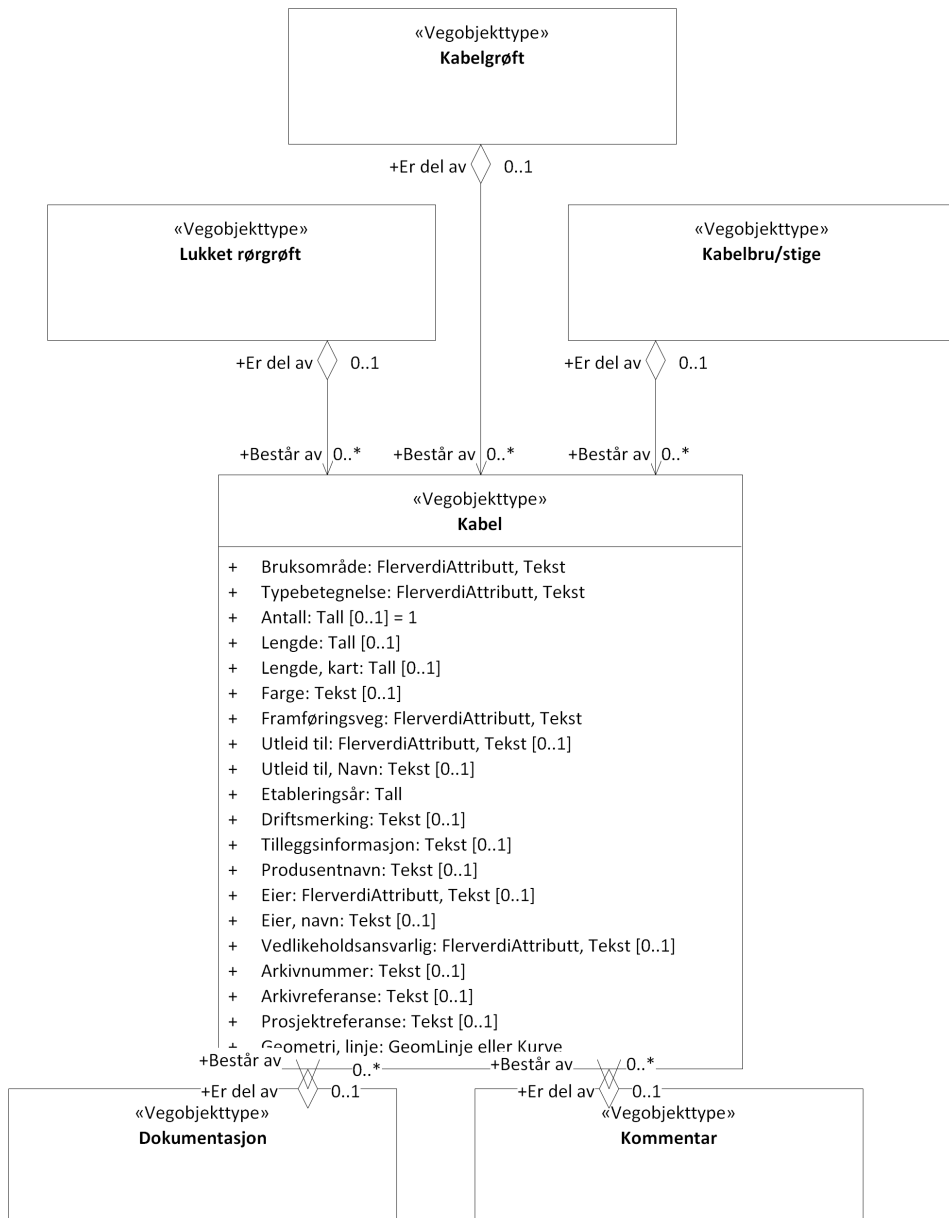 «Vegobjekttype»
Kabelgrøft
+Er del av 0..1
«Vegobjekttype»
Lukket rørgrøft
«Vegobjekttype»
Kabelbru/stige
+Er del av 0..1
+Er del av 0..1
+Består av 0..*
+Består av 0..*
+Består av 0..*
«Vegobjekttype»
Kabel
+ Bruksområde: FlerverdiAttributt, Tekst
+ Typebetegnelse: FlerverdiAttributt, Tekst
+ Antall: Tall [0..1] = 1
+ Lengde: Tall [0..1]
+ Lengde, kart: Tall [0..1]
+ Farge: Tekst [0..1]
+ Framføringsveg: FlerverdiAttributt, Tekst
+ Utleid til: FlerverdiAttributt, Tekst [0..1]
+ Utleid til, Navn: Tekst [0..1]
+ Etableringsår: Tall
+ Driftsmerking: Tekst [0..1]
+ Tilleggsinformasjon: Tekst [0..1]
+ Produsentnavn: Tekst [0..1]
+ Eier: FlerverdiAttributt, Tekst [0..1]
+ Eier, navn: Tekst [0..1]
+ Vedlikeholdsansvarlig: FlerverdiAttributt, Tekst [0..1]
+ Arkivnummer: Tekst [0..1]
+ Arkivreferanse: Tekst [0..1]
+ Prosjektreferanse: Tekst [0..1]
+ Geometri, linje: GeomLinje eller Kurve
+Består av 0..*
+Består av 0..*
+Er del av 0..1
+Er del av 0..1
«Vegobjekttype»
Dokumentasjon
«Vegobjekttype»
Kommentar